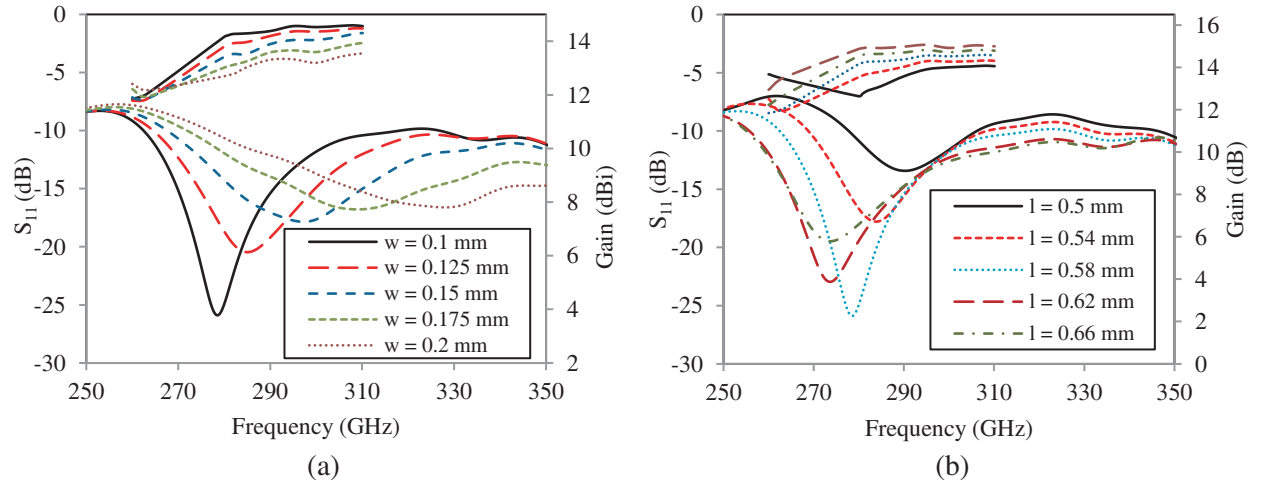 0
-5
-10
-15
-20
-25
-30
S11 (dB)
14
12
10
8
6
4
2
Gain (dBi)
w = 0.1 mm
w = 0.125 mm
w = 0.15 mm
w = 0.175 mm
w = 0.2 mm
250 270 290 310 330 350
Frequency (GHz)
(a)
0
-5
-10
-15
-20
-25
-30
S11 (dB)
16
14
12
10
8
6
4
2
0
Gain (dB)
l = 0.5 mm
l = 0.54 mm
l = 0.58 mm
l = 0.62 mm
l = 0.66 mm
250 270 290 310 330 350
Frequency (GHz)
(b)